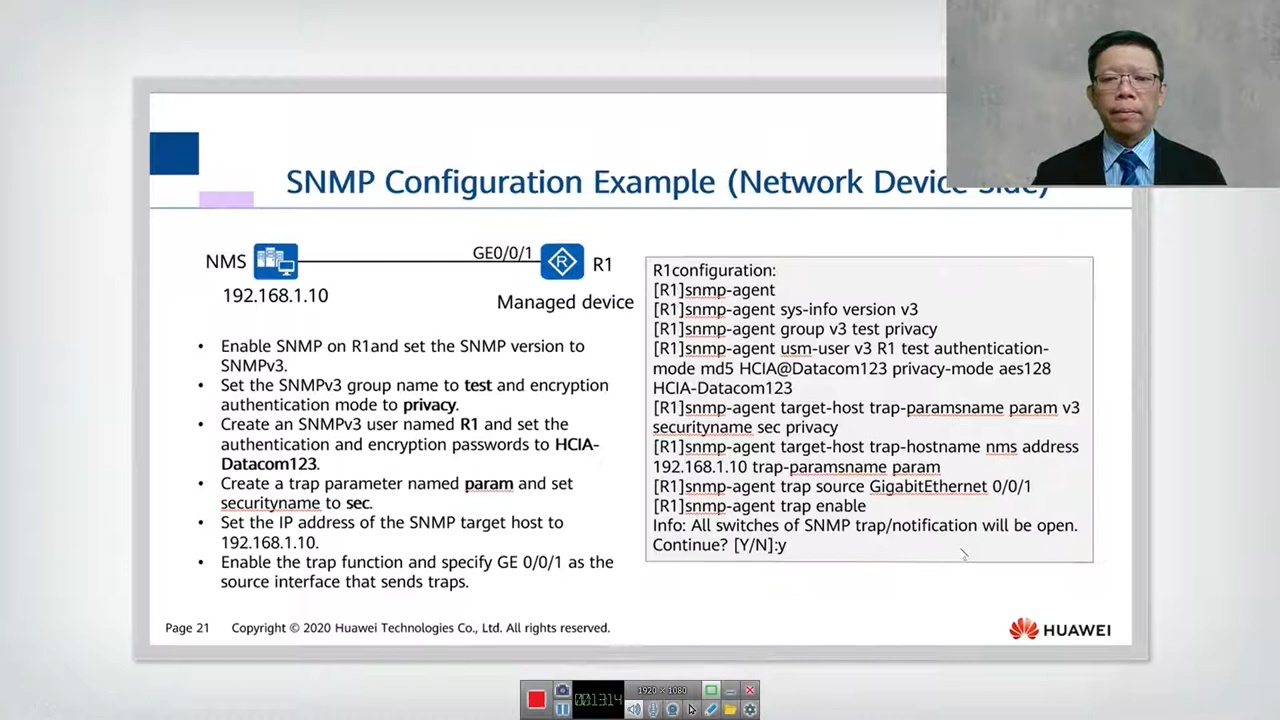 SNMP Configuration Example (Network Device Side)
NMS
GE0/0/1
R1
192.168.1.10
Managed device
• Enable SNMP on R1and set the SNMP version to
SNMPv3.
• Set the SNMPv3 group name to test and encryption
authentication mode to privacy.
• Create an SNMPv3 user named R1 and set the
authentication and encryption passwords to HCIA-
Datacom123.
• Create a trap parameter named param and set
securityname to sec.
• Set the IP address of the SNMP target host to
192.168.1.10.
• Enable the trap function and specify GE 0/0/1 as the
source interface that sends traps.
R1configuration:
[R1]snmp-agent
[R1]snmp-agent sys-info version v3
[R1]snmp-agent group v3 test privacy
[R1]snmp-agent usm-user v3 R1 test authentication-
mode md5 HCIA@Datacom123 privacy-mode aes128
HCIA-Datacom123
[R1]snmp-agent target-host trap-paramsname param v3
securityname sec privacy
[R1]snmp-agent target-host trap-hostname nms address
192.168.1.10 trap-paramsname param
[R1]snmp-agent trap source GigabitEthernet 0/0/1
[R1]snmp-agent trap enable
Info: All switches of SNMP trap/notification will be open.
Continue? [Y/N]:y
Page 21 Copyright © 2020 Huawei Technologies Co., Ltd. All rights reserved.
HUAWEI
1920 × 1080